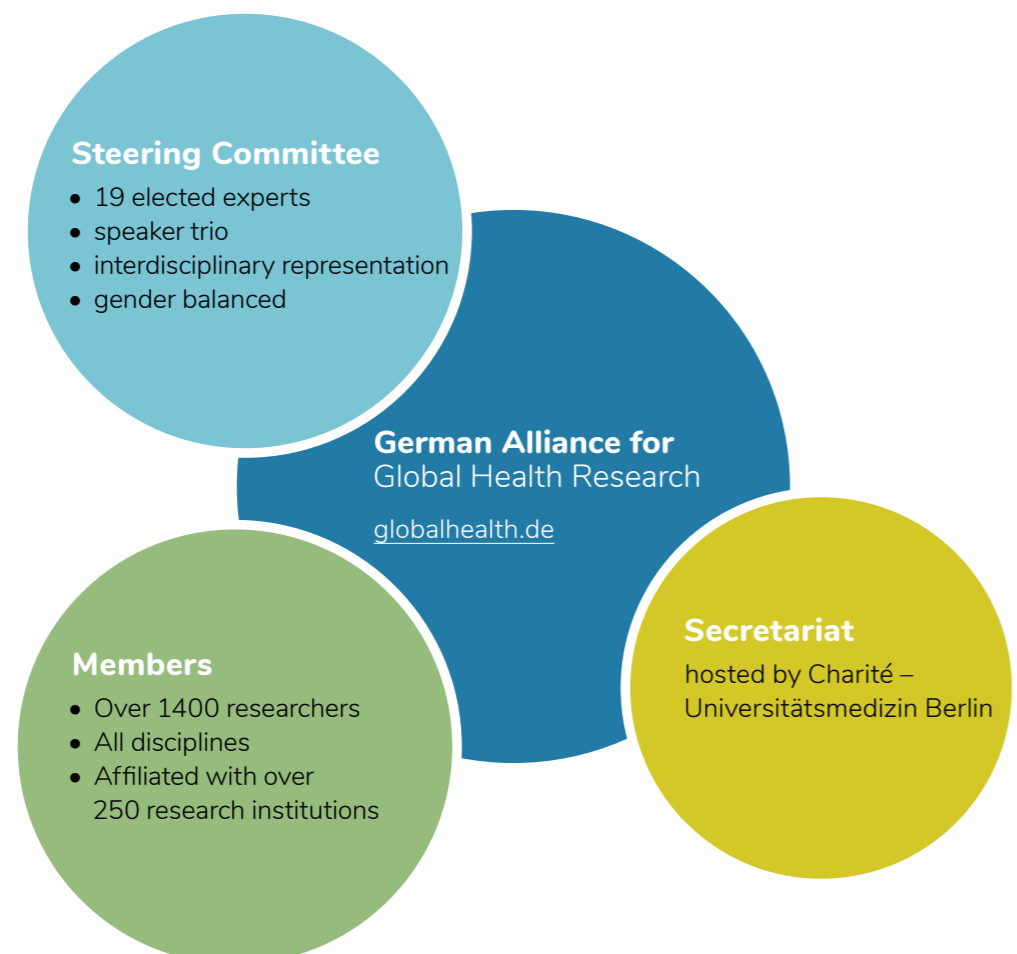 Steering Committee
• 19 elected experts
• speaker trio
• interdisciplinary representation
• gender balanced
German Alliance for
Global Health Research
globalhealth.de
Members
• Over 1400 researchers
• All disciplines
• Affiliated with over
250 research institutions
Secretariat
hosted by Charité –
Universitätsmedizin Berlin